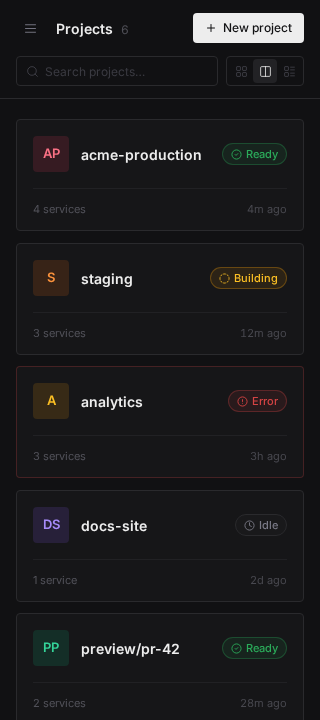 Projects 6
New project
Search projects...
AP acme-production Ready
4 services 4m ago
S staging Building
3 services 12m ago
A analytics Error
3 services 3h ago
DS docs-site Idle
1 service 2d ago
PP preview/pr-42 Ready
2 services 28m ago